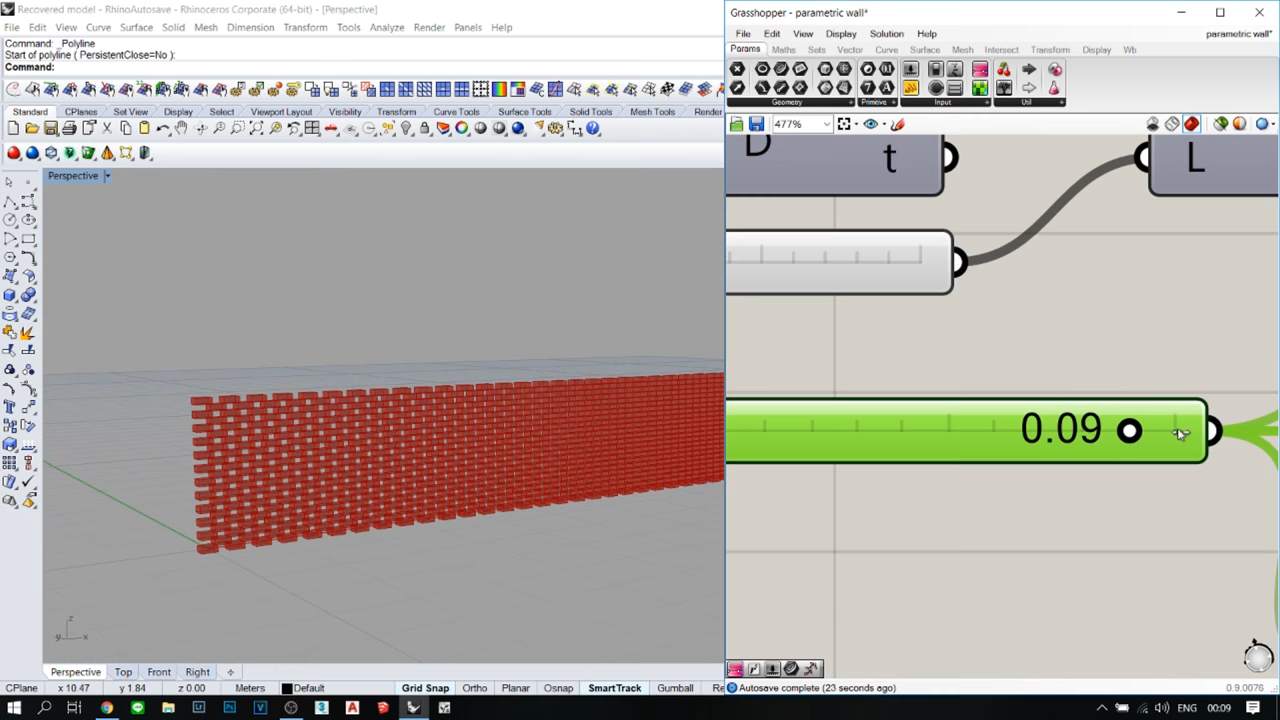 Recovered model - RhinoAutosave - Rhinoceros Corporate (64-bit) - [Perspective]
File Edit View Curve Surface Solid Mesh Dimension Transform Tools Analyze Render Panels Help
Command: _Polyline
Start of polyline ( PersistentClose=No ):
Command:
Standard CPlanes Set View Display Select Viewport Layout Visibility Transform Curve Tools Surface Tools Solid Tools Mesh Tools Render
Perspective
z
y x
Perspective Top Front Right
CPlane x 10.47 y 1.84 z 0.00 Meters Default Grid Snap Ortho Planar Osnap SmartTrack Gumball Re
Grasshopper - parametric wall*
File Edit View Display Solution Help parametric wall*
Params Maths Sets Vector Curve Surface Mesh Intersect Transform Display Wb
Geometry Primitive Input Util
477%
D t L
0.09
Autosave complete (23 seconds ago) 0.9.0076
ENG 00:09